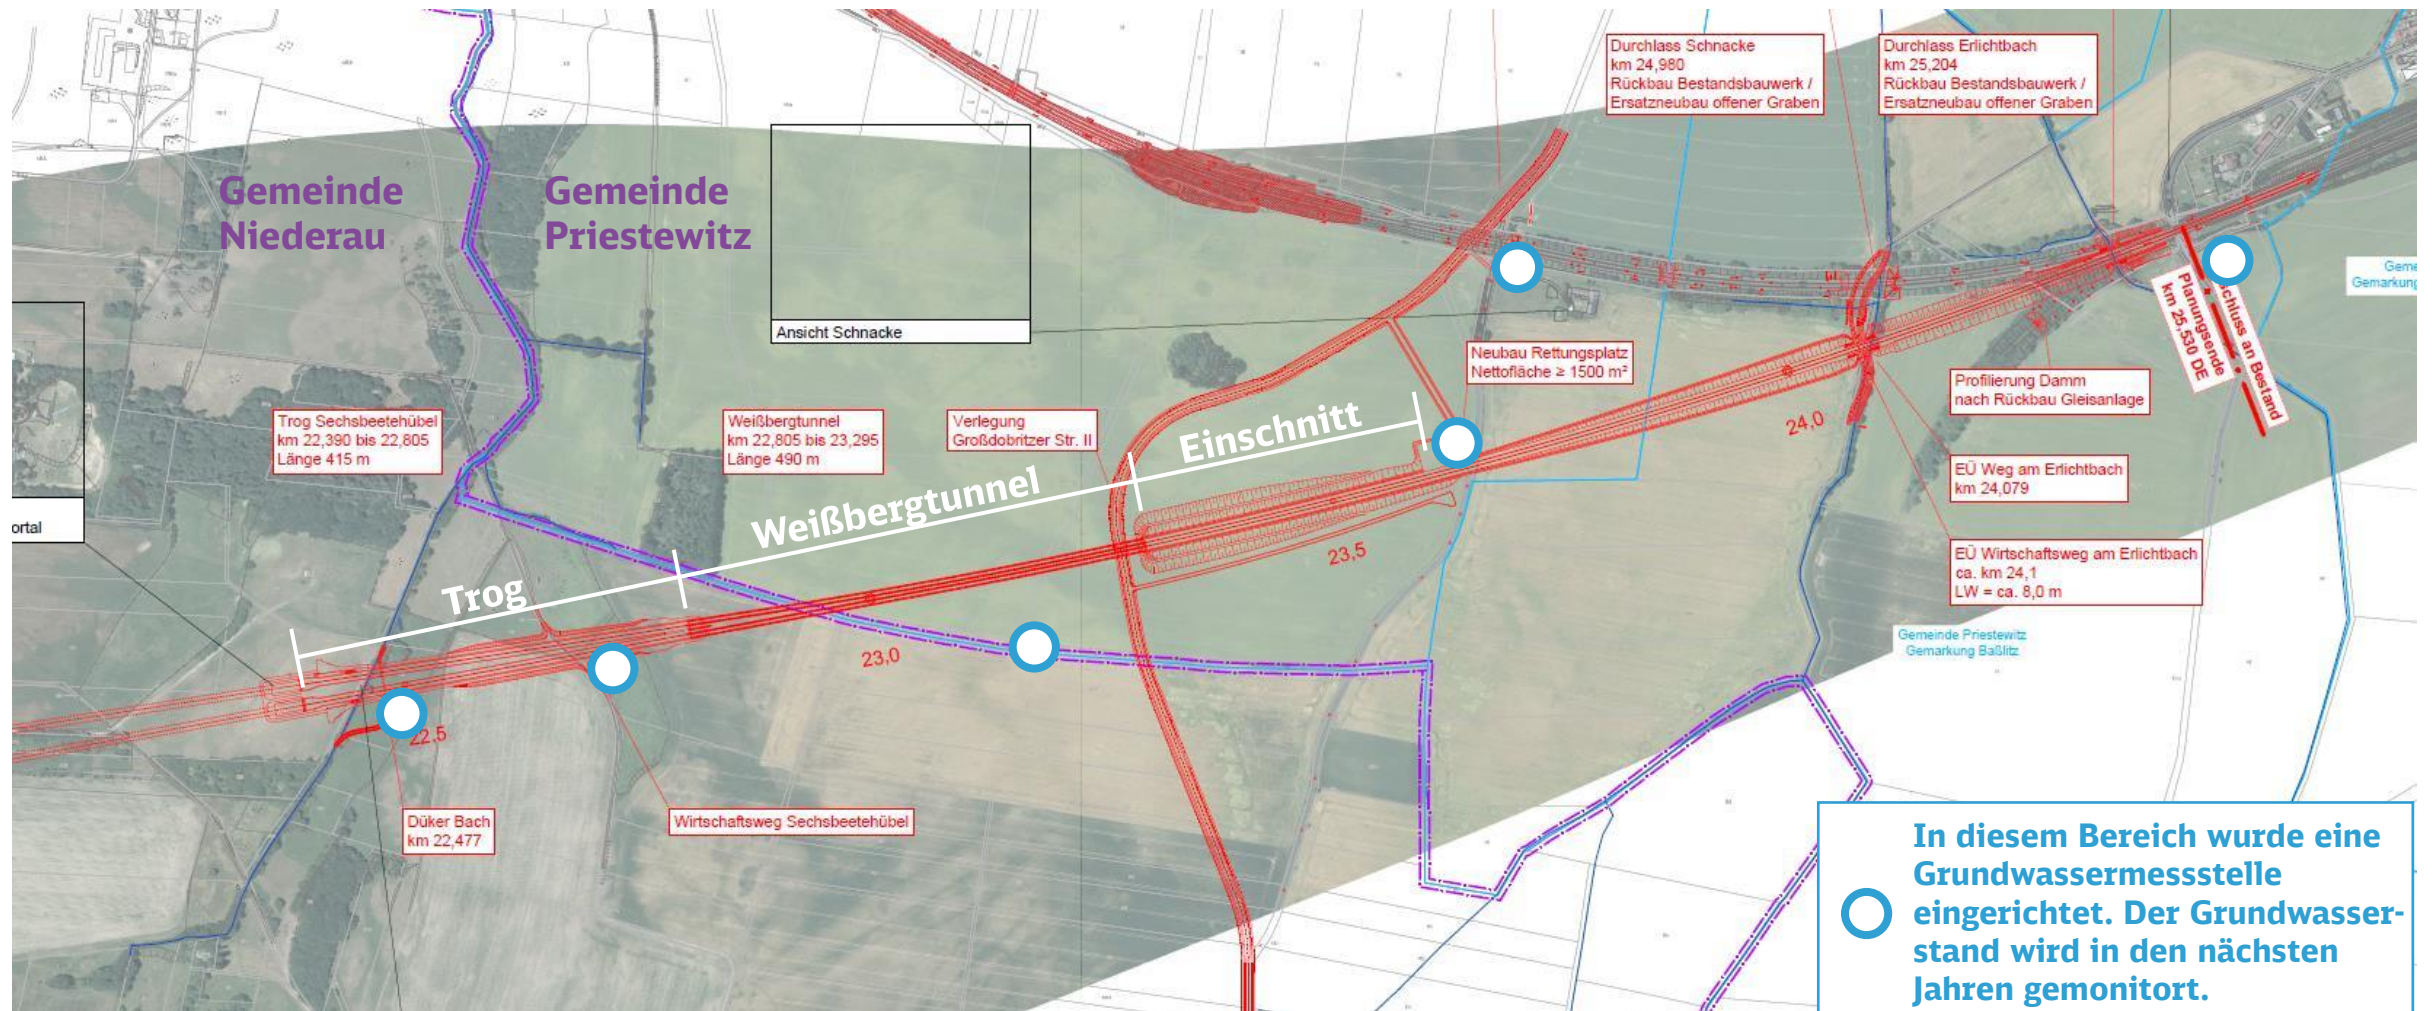 Durchlass Schnacke
km 24,980
Rückbau Bestandsbauwerk /
Ersatzneubau offener Graben
Durchlass Erlichtbach
km 25,204
Rückbau Bestandsbauwerk /
Ersatzneubau offener Graben
Gemeinde
Niederau
Gemeinde
Priestewitz
Ansicht Schnacke
Neubau Rettungsplatz
Nettofläche ≥ 1500 m²
Planungsende
km 25,530 DE
schluss an Bestand
Geme
Gemarkung
Profilierung Damm
nach Rückbau Gleisanlage
Trog Sechsbeetehübel
km 22,390 bis 22,805
Länge 415 m
Weißbergtunnel
km 22,805 bis 23,295
Länge 490 m
Verlegung
Großdobritzer Str. II
Einschnitt
24,0
EÜ Weg am Erlichtbach
km 24,079
Weißbergtunnel
ortal
23,5
EÜ Wirtschaftsweg am Erlichtbach
ca. km 24,1
LW = ca. 8,0 m
Trog
23,0
Gemeinde Priestewitz
Gemarkung Baßlitz
22,5
Düker Bach
km 22,477
Wirtschaftsweg Sechsbeetehübel
In diesem Bereich wurde eine
Grundwassermessstelle
eingerichtet. Der Grundwasser-
stand wird in den nächsten
Jahren gemonitort.